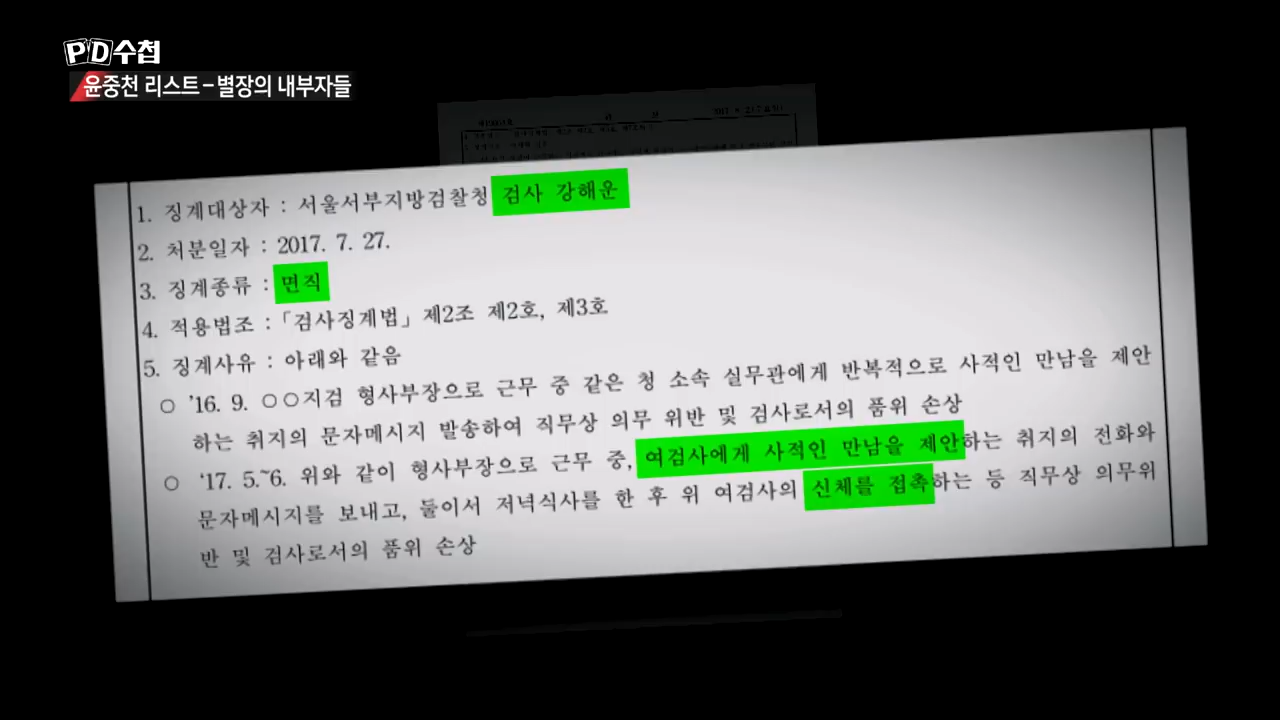 PD수첩
윤중천 리스트-별장의 내부자들
1. 징계대상자 : 서울서부지방검찰청 검사 강해운
2. 처분일자 : 2017. 7. 27.
3. 징계종류 : 면직
4. 적용법조 :「검사징계법」제2조 제2호, 제3호
5. 징계사유 : 아래와 같음
○ '16. 9. ○○지검 형사부장으로 근무 중 같은 청 소속 실무관에게 반복적으로 사적인 만남을 제안
하는 취지의 문자메시지 발송하여 직무상 의무 위반 및 검사로서의 품위 손상
○ '17. 5.~6. 위와 같이 형사부장으로 근무 중, 여검사에게 사적인 만남을 제안하는 취지의 전화와
문자메시지를 보내고, 둘이서 저녁식사를 한 후 위 여검사의 신체를 접촉하는 등 직무상 의무위
반 및 검사로서의 품위 손상